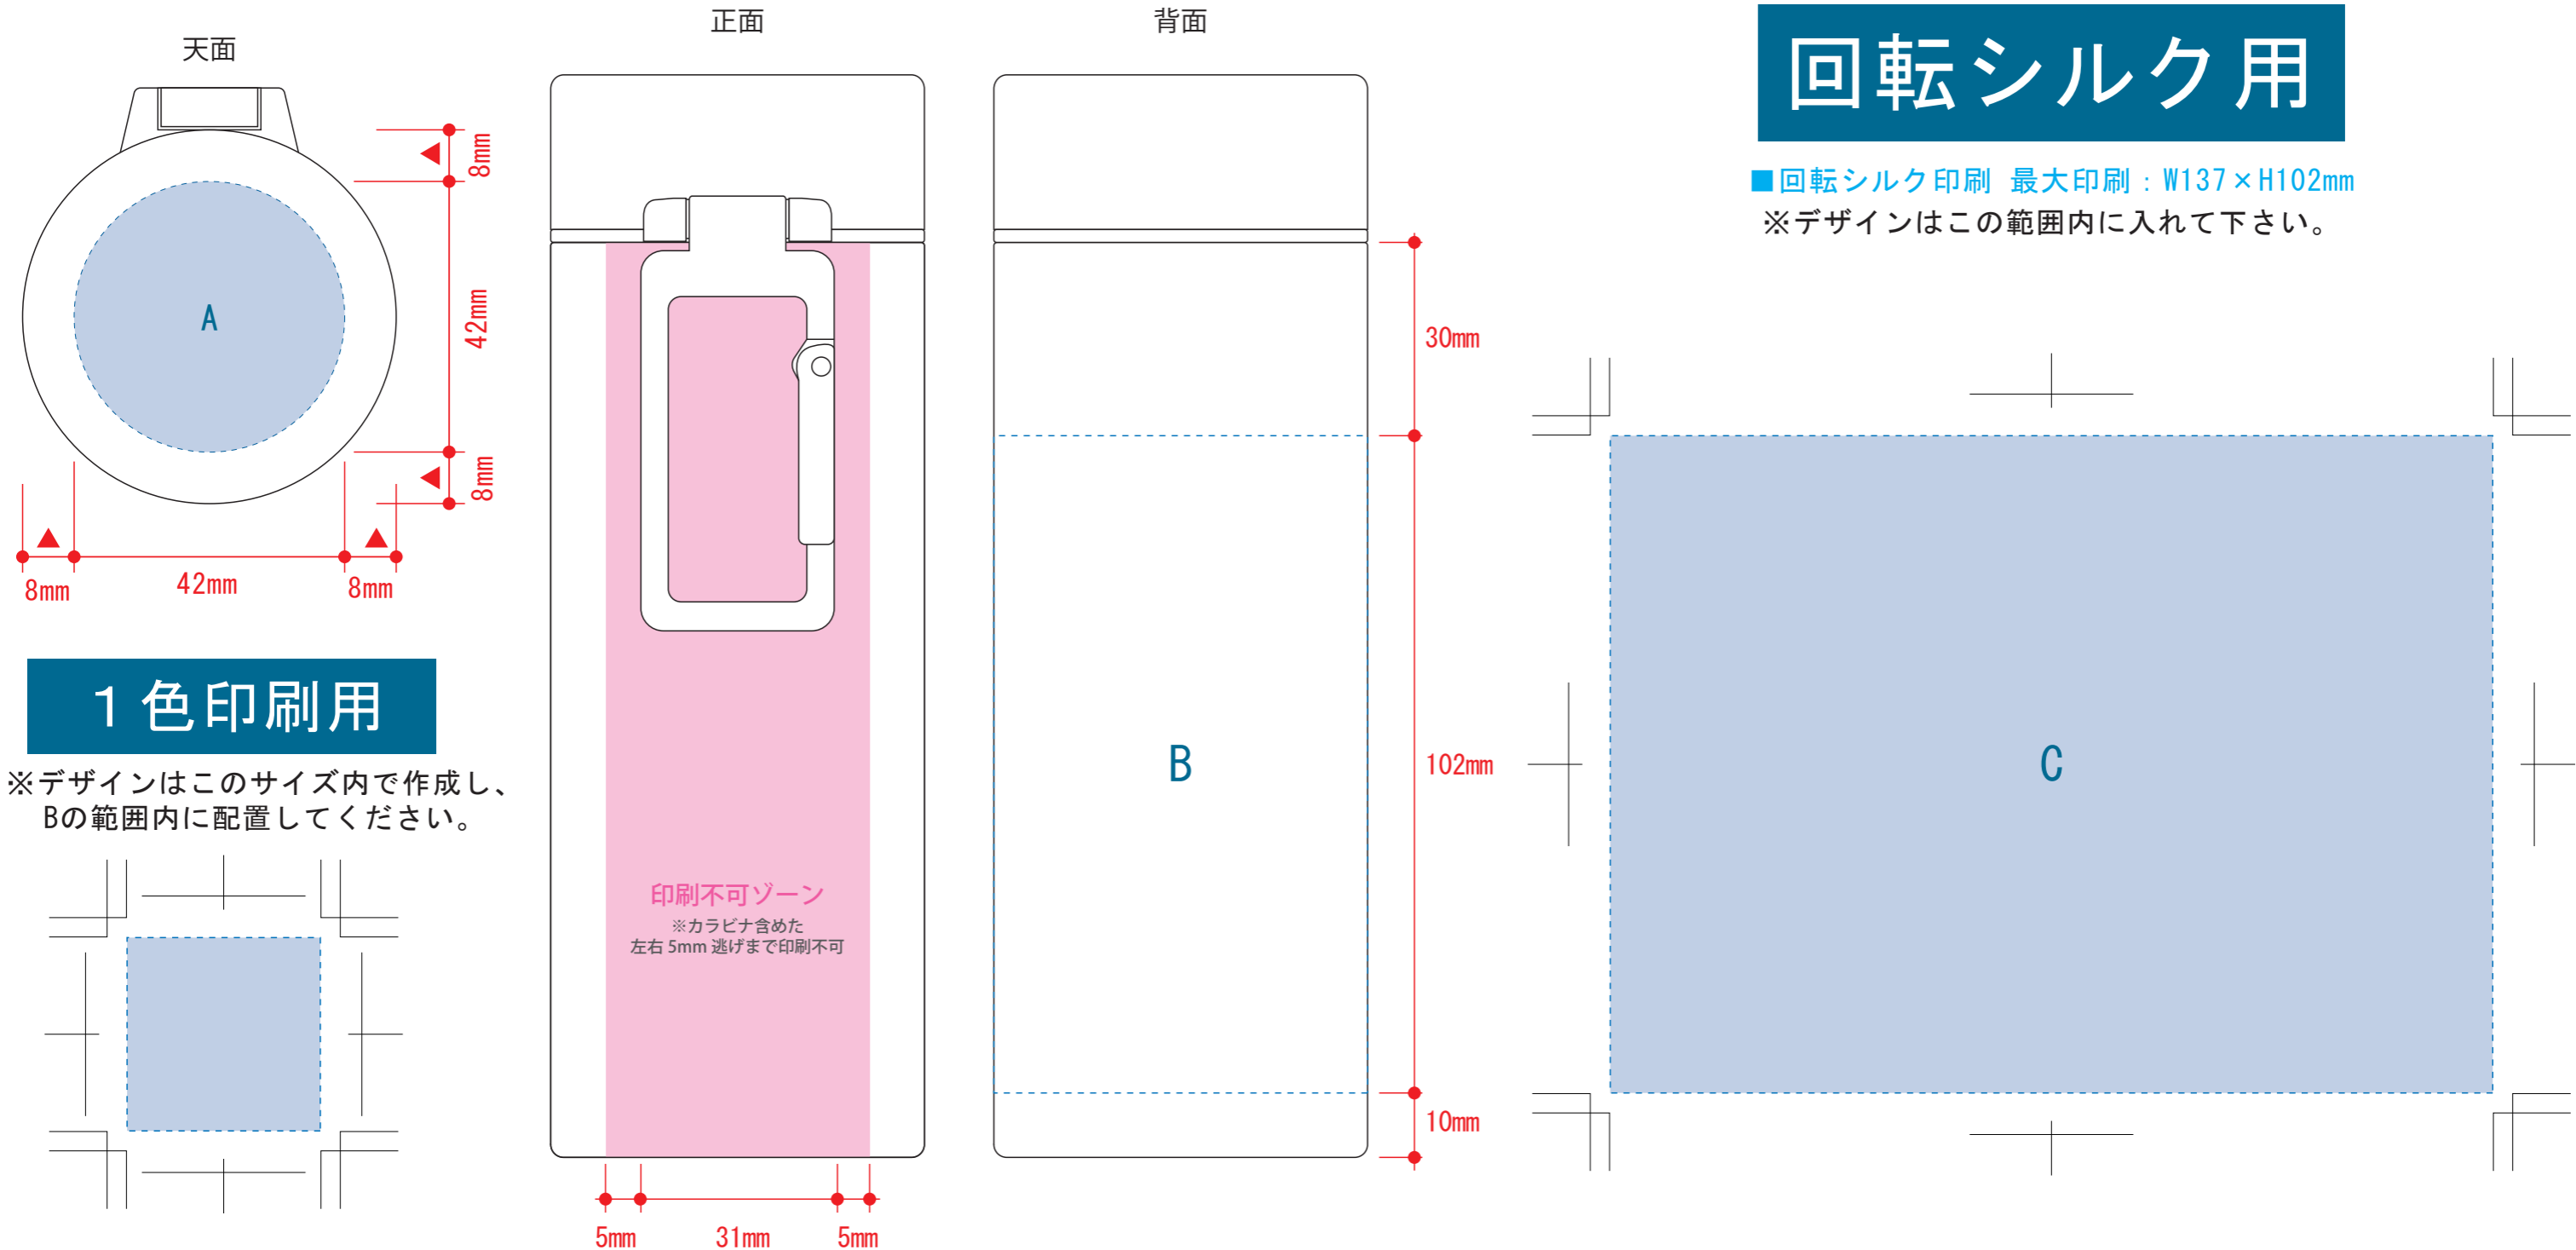 天面
正面
背面
回転シルク用
■回転シルク印刷 最大印刷：W137×H102mm
※デザインはこの範囲内に入れて下さい。
8mm
42mm
8mm
A
8mm
42mm
8mm
1色印刷用
※デザインはこのサイズ内で作成し、
Bの範囲内に配置してください。
印刷不可ゾーン
※カラビナ含めた
左右 5mm 逃げまで印刷不可
5mm
31mm
5mm
B
30mm
102mm
10mm
C